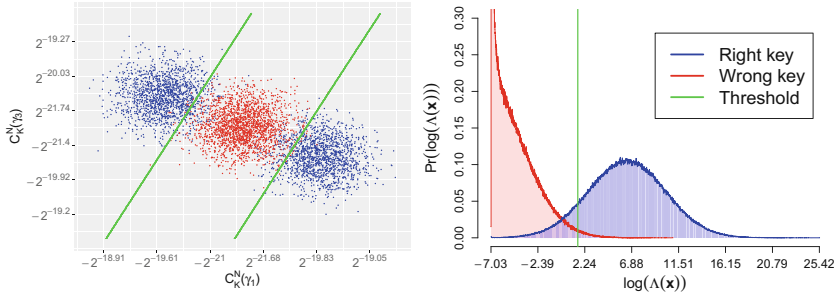 2^{-19.27}
2^{-20.03}
2^{-21.74}
-2^{-21.4}
-2^{-19.92}
-2^{-19.2}
C_K^N(γ_3)
-2^{-18.91} -2^{-19.61} -2^{-21} 2^{-21.68} 2^{-19.83} 2^{-19.05}
C_K^N(γ_1)
0.30
0.25
0.20
0.15
0.10
0.05
0.00
Pr(log(Λ(x)))
Right key
Wrong key
Threshold
-7.03 -2.39 2.24 6.88 11.51 16.15 20.79 25.42
log(Λ(x))